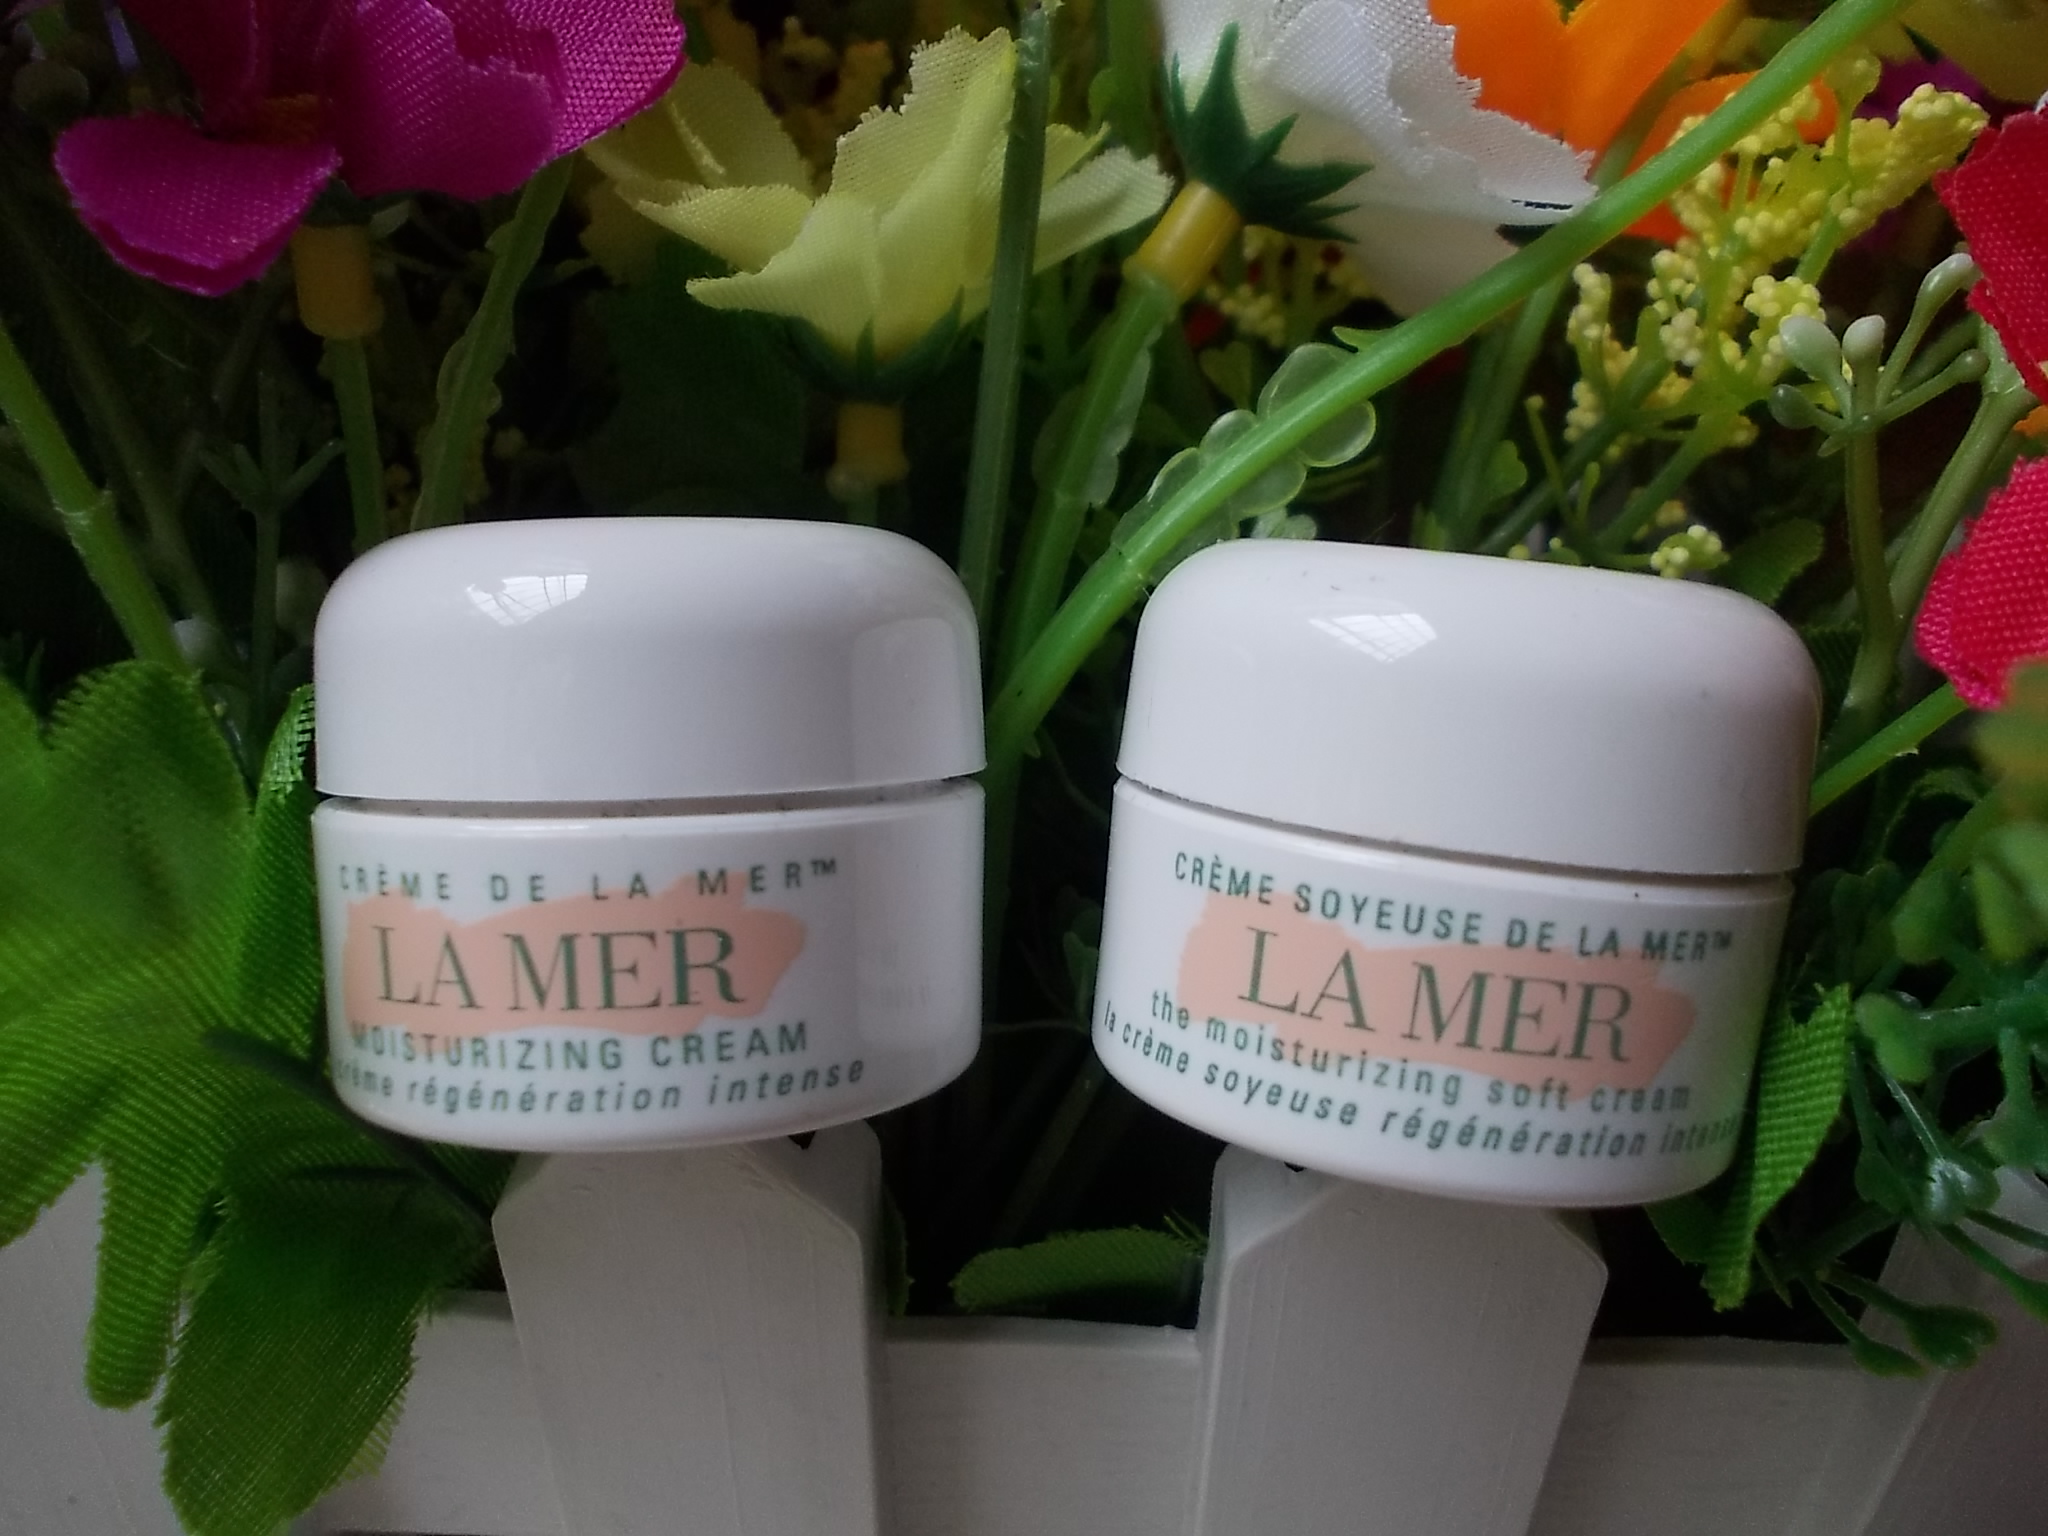 CRÈME DE LA MER™
LA MER
MOISTURIZING CREAM
crème régénération intense
CRÈME SOYEUSE DE LA MER™
LA MER
the moisturizing soft cream
la crème soyeuse régénération intense